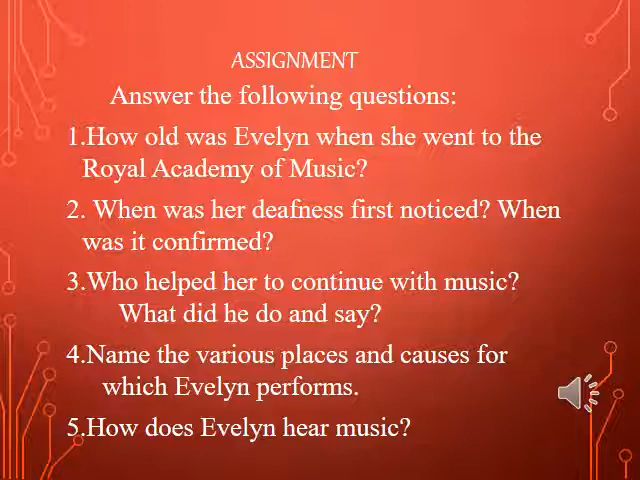 ASSIGNMENT
Answer the following questions:
1.How old was Evelyn when she went to the
Royal Academy of Music?
2. When was her deafness first noticed? When
was it confirmed?
3.Who helped her to continue with music?
What did he do and say?
4.Name the various places and causes for
which Evelyn performs.
5.How does Evelyn hear music?